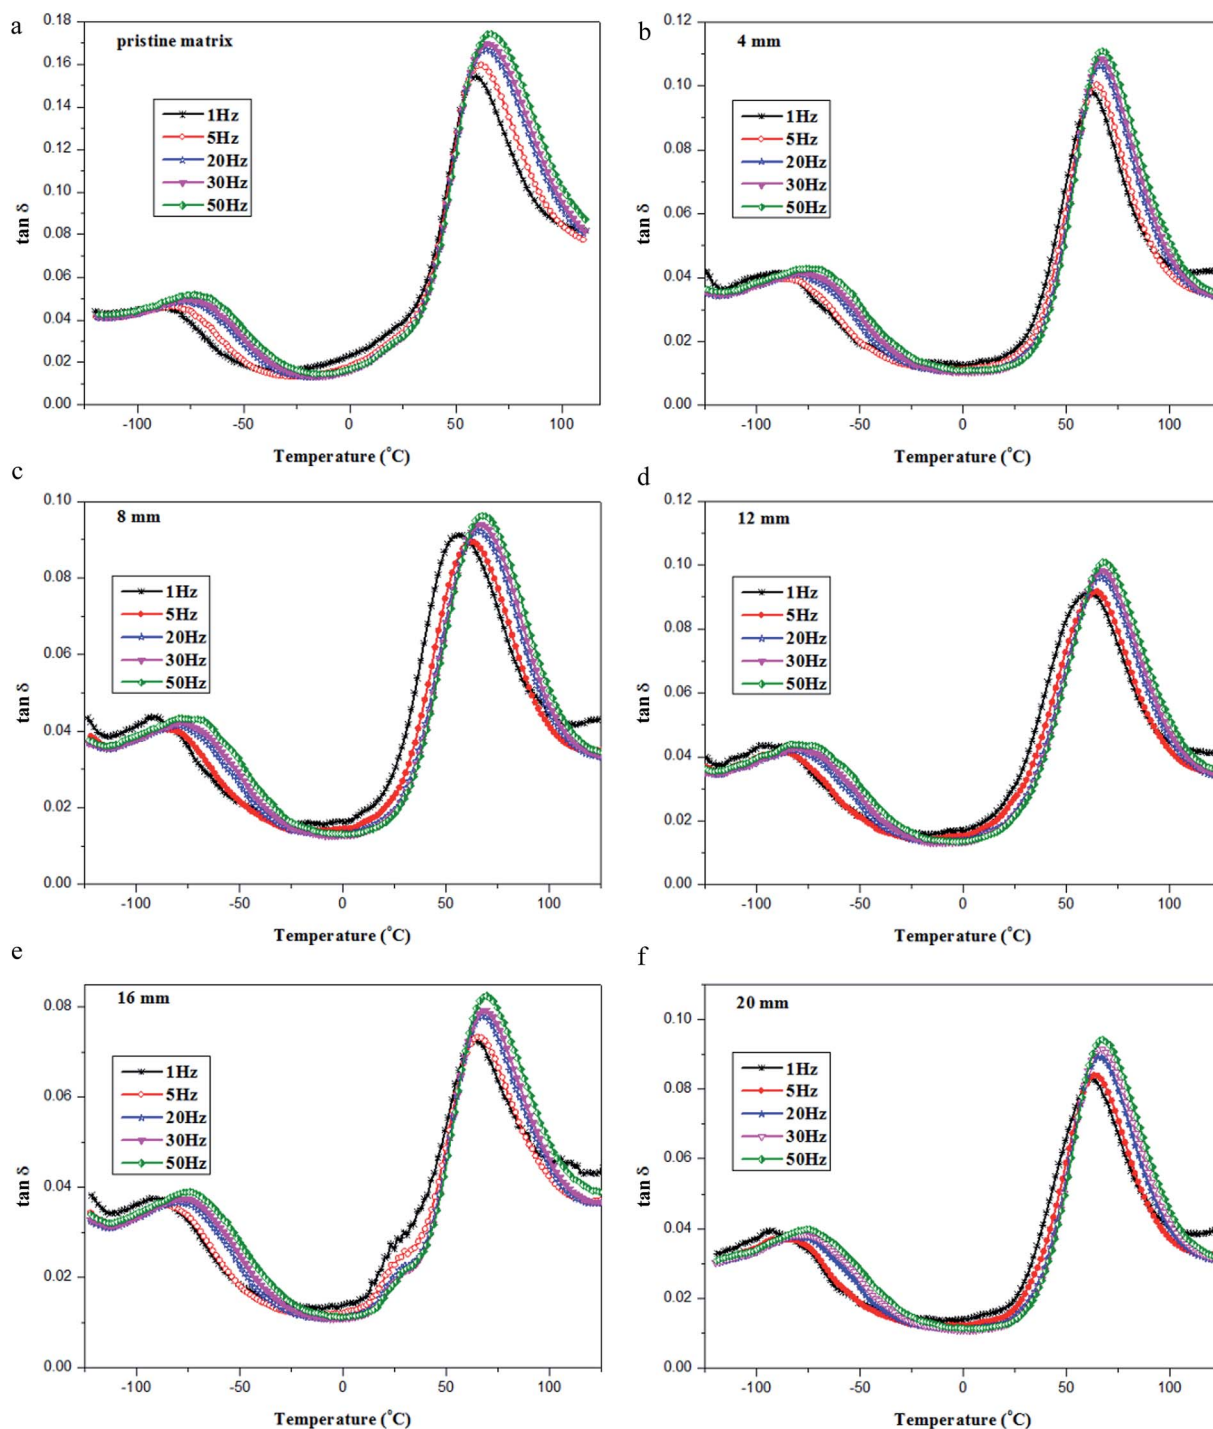 a
pristine matrix
1Hz
5Hz
20Hz
30Hz
50Hz
0.18
0.16
0.14
0.12
0.10
0.08
0.06
0.04
0.02
0.00
tan δ
-100 -50 0 50 100
Temperature (°C)
b
4 mm
1Hz
5Hz
20Hz
30Hz
50Hz
0.12
0.10
0.08
0.06
0.04
0.02
0.00
tan δ
-100 -50 0 50 100
Temperature (°C)
c
8 mm
1Hz
5Hz
20Hz
30Hz
50Hz
0.10
0.08
0.06
0.04
0.02
0.00
tan δ
-100 -50 0 50 100
Temperature (°C)
d
12 mm
1Hz
5Hz
20Hz
30Hz
50Hz
0.12
0.10
0.08
0.06
0.04
0.02
0.00
tan δ
-100 -50 0 50 100
Temperature (°C)
e
16 mm
1Hz
5Hz
20Hz
30Hz
50Hz
0.08
0.06
0.04
0.02
0.00
tan δ
-100 -50 0 50 100
Temperature (°C)
f
20 mm
1Hz
5Hz
20Hz
30Hz
50Hz
0.10
0.08
0.06
0.04
0.02
0.00
tan δ
-100 -50 0 50 100
Temperature (°C)